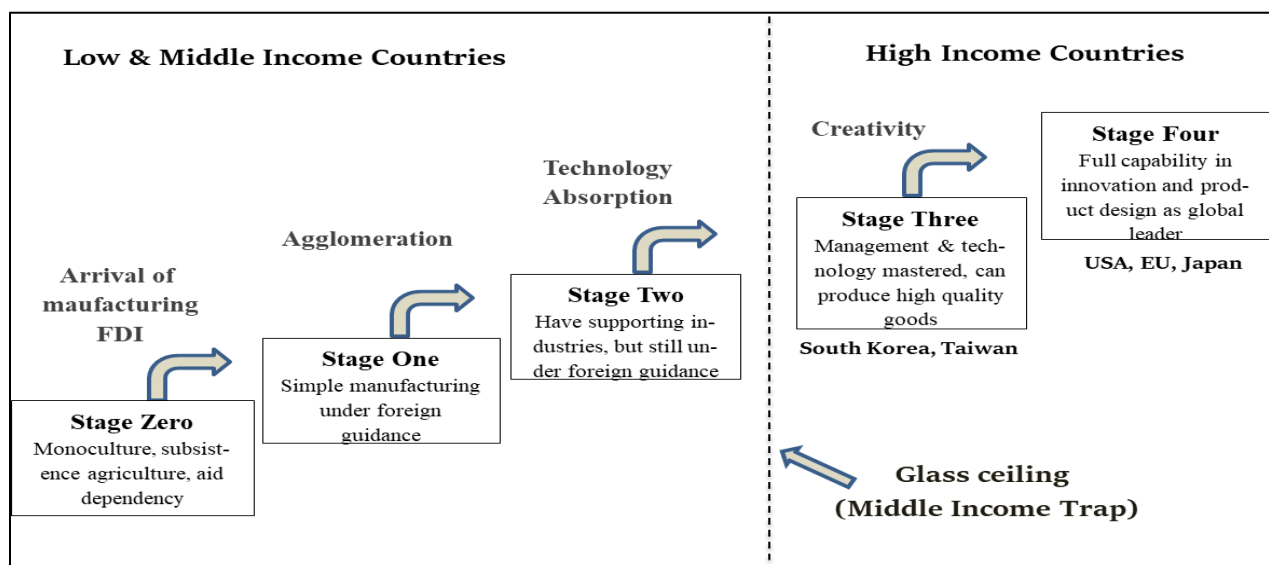 Low & Middle Income Countries
High Income Countries
Arrival of
maufacturing
FDI
Agglomeration
Technology
Absorption
Creativity
Stage Zero
Monoculture, subsist-
ence agriculture, aid
dependency
Stage One
Simple manufacturing
under foreign
guidance
Stage Two
Have supporting in-
dustries, but still un-
der foreign guidance
Stage Three
Management & tech-
nology mastered, can
produce high quality
goods
South Korea, Taiwan
Stage Four
Full capability in
innovation and prod-
uct design as global
leader
USA, EU, Japan
Glass ceiling
(Middle Income Trap)